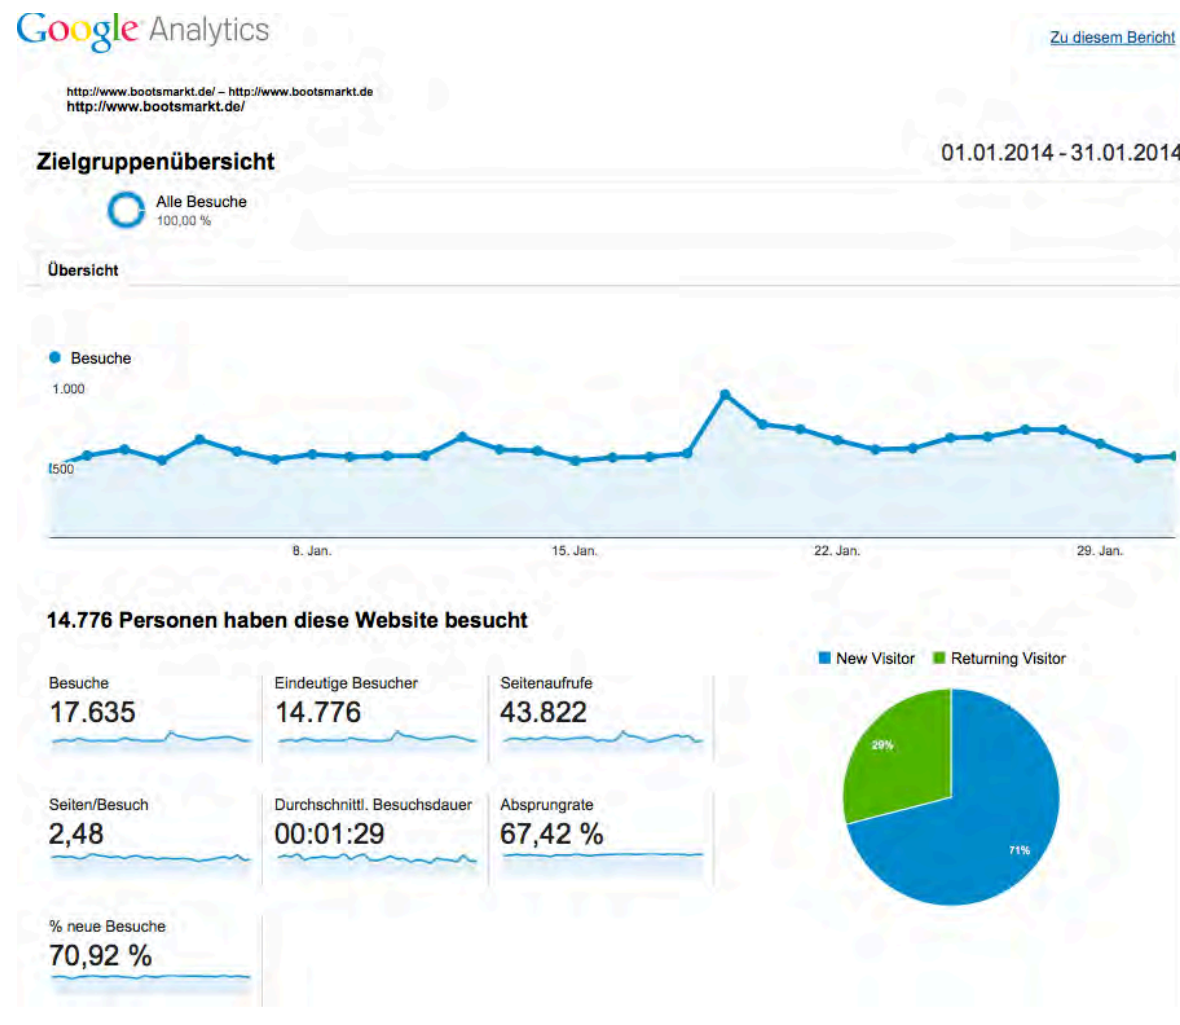 Google Analytics
Zu diesem Bericht
http://www.bootsmarkt.de/ – http://www.bootsmarkt.de
http://www.bootsmarkt.de/
Zielgruppenübersicht
01.01.2014 - 31.01.2014
Alle Besuche
100,00 %
Übersicht
Besuche
1.000
500
8. Jan.
15. Jan.
22. Jan.
29. Jan.
14.776 Personen haben diese Website besucht
New Visitor
Returning Visitor
Besuche
17.635
Eindeutige Besucher
14.776
Seitenaufrufe
43.822
29%
71%
Seiten/Besuch
2,48
Durchschnittl. Besuchsdauer
00:01:29
Absprungrate
67,42 %
% neue Besuche
70,92 %